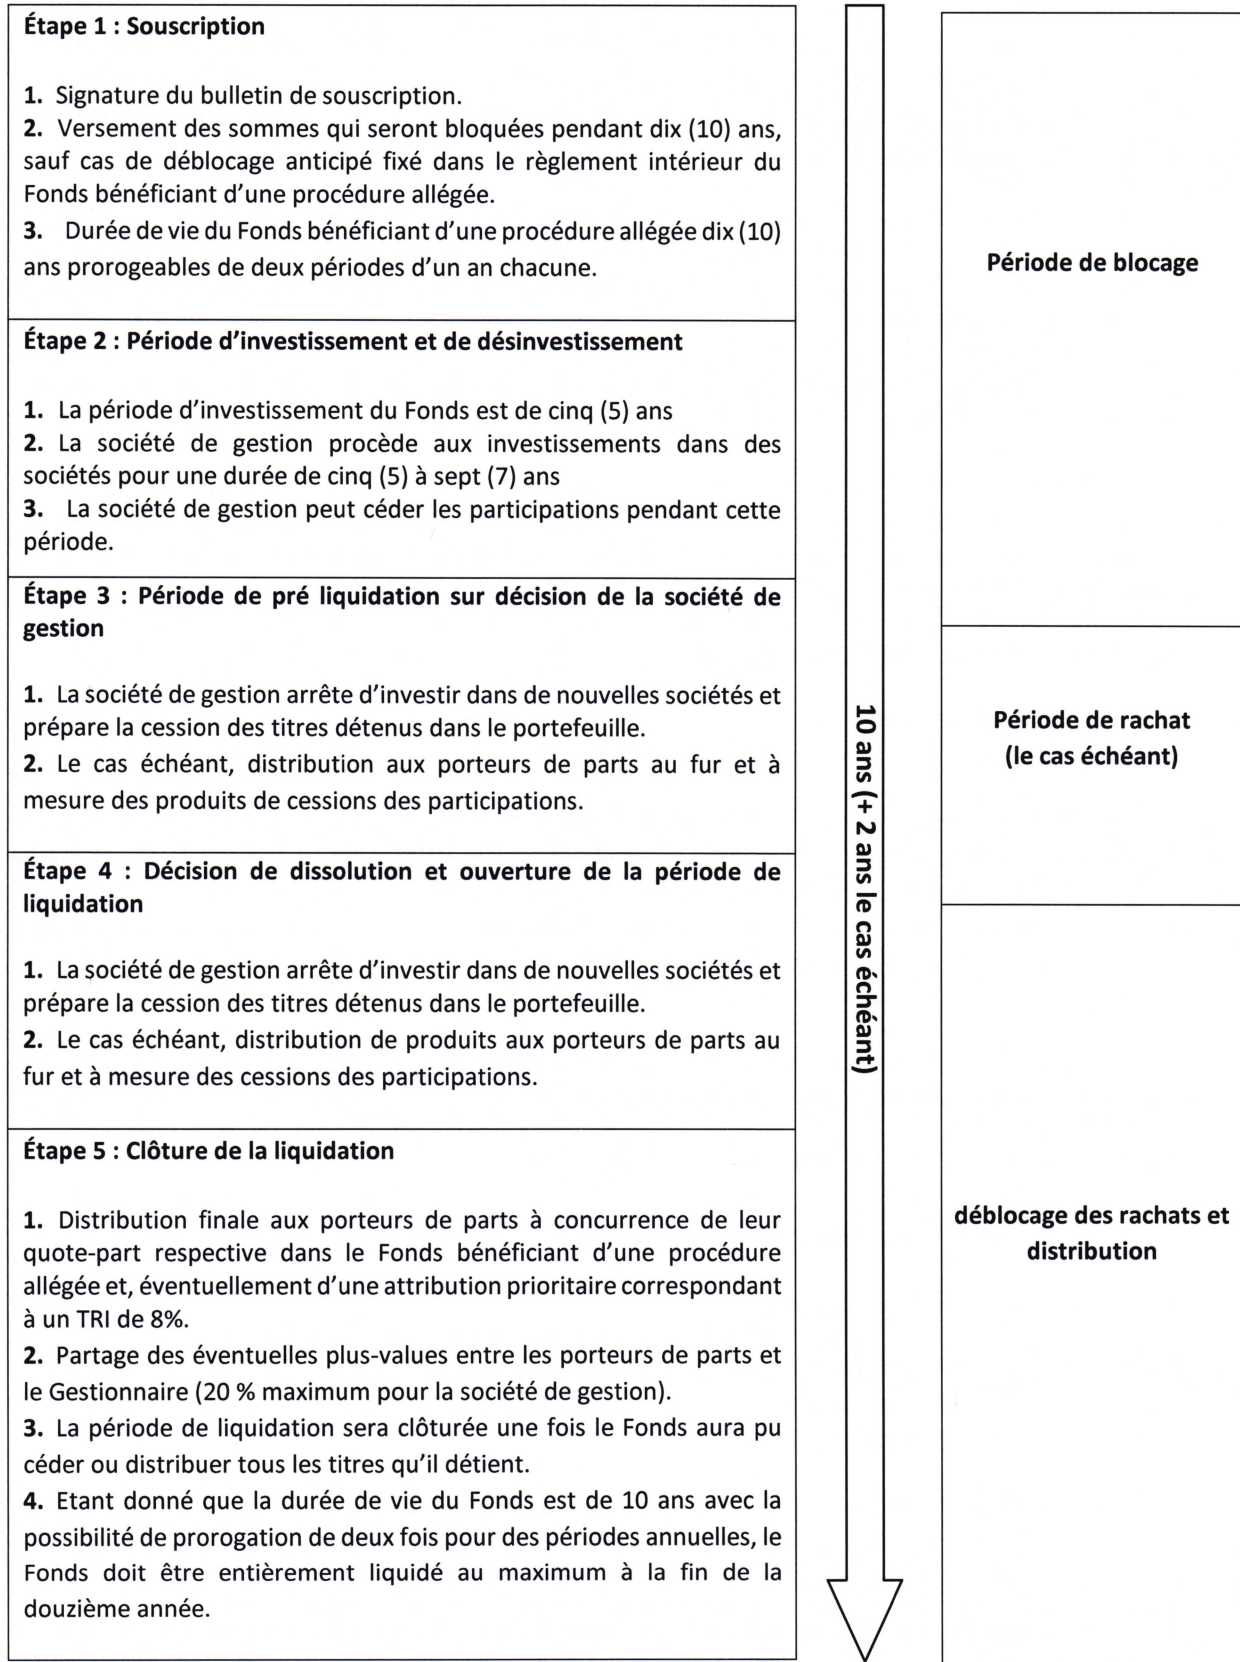 Étape 1 : Souscription
1. Signature du bulletin de souscription.
2. Versement des sommes qui seront bloquées pendant dix (10) ans,
sauf cas de déblocage anticipé fixé dans le règlement intérieur du
Fonds bénéficiant d'une procédure allégée.
3. Durée de vie du Fonds bénéficiant d'une procédure allégée dix (10)
ans prorogeables de deux périodes d'un an chacune.
Étape 2 : Période d'investissement et de désinvestissement
1. La période d'investissement du Fonds est de cinq (5) ans
2. La société de gestion procède aux investissements dans des
sociétés pour une durée de cinq (5) à sept (7) ans
3. La société de gestion peut céder les participations pendant cette
période.
Étape 3 : Période de pré liquidation sur décision de la société de
gestion
1. La société de gestion arrête d'investir dans de nouvelles sociétés et
prépare la cession des titres détenus dans le portefeuille.
2. Le cas échéant, distribution aux porteurs de parts au fur et à
mesure des produits de cessions des participations.
Étape 4 : Décision de dissolution et ouverture de la période de
liquidation
1. La société de gestion arrête d'investir dans de nouvelles sociétés et
prépare la cession des titres détenus dans le portefeuille.
2. Le cas échéant, distribution de produits aux porteurs de parts au
fur et à mesure des cessions des participations.
Étape 5 : Clôture de la liquidation
1. Distribution finale aux porteurs de parts à concurrence de leur
quote-part respective dans le Fonds bénéficiant d'une procédure
allégée et, éventuellement d'une attribution prioritaire correspondant
à un TRI de 8%.
2. Partage des éventuelles plus-values entre les porteurs de parts et
le Gestionnaire (20 % maximum pour la société de gestion).
3. La période de liquidation sera clôturée une fois le Fonds aura pu
céder ou distribuer tous les titres qu'il détient.
4. Etant donné que la durée de vie du Fonds est de 10 ans avec la
possibilité de prorogation de deux fois pour des périodes annuelles, le
Fonds doit être entièrement liquidé au maximum à la fin de la
douzième année.
10 ans (+ 2 ans le cas échéant)
Période de blocage
Période de rachat
(le cas échéant)
déblocage des rachats et
distribution